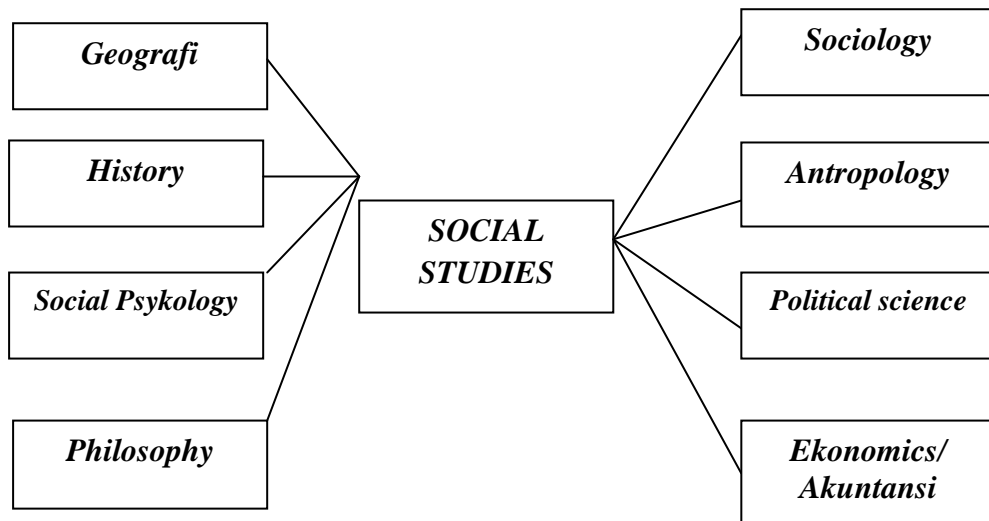 Geografi
History
Social Psykology
Philosophy
SOCIAL
STUDIES
Sociology
Antropology
Political science
Ekonomics/
Akuntansi